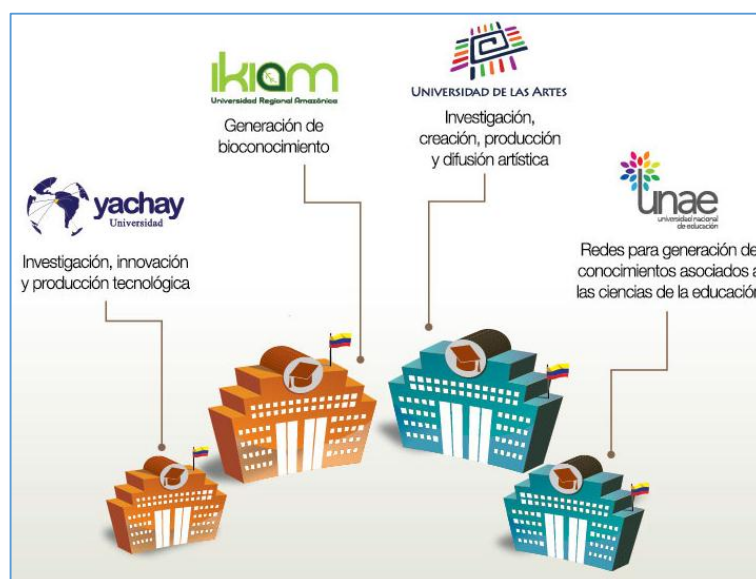 ikiam
Universidad Regional Amazónica
Generación de
bioconocimiento
UNIVERSIDAD DE LAS ARTES
Investigación,
creación, producción
y difusión artística
yachay
Universidad
Investigación, innovación
y producción tecnológica
unae
universidad nacional
de educación
Redes para generación de
conocimientos asociados a
las ciencias de la educación